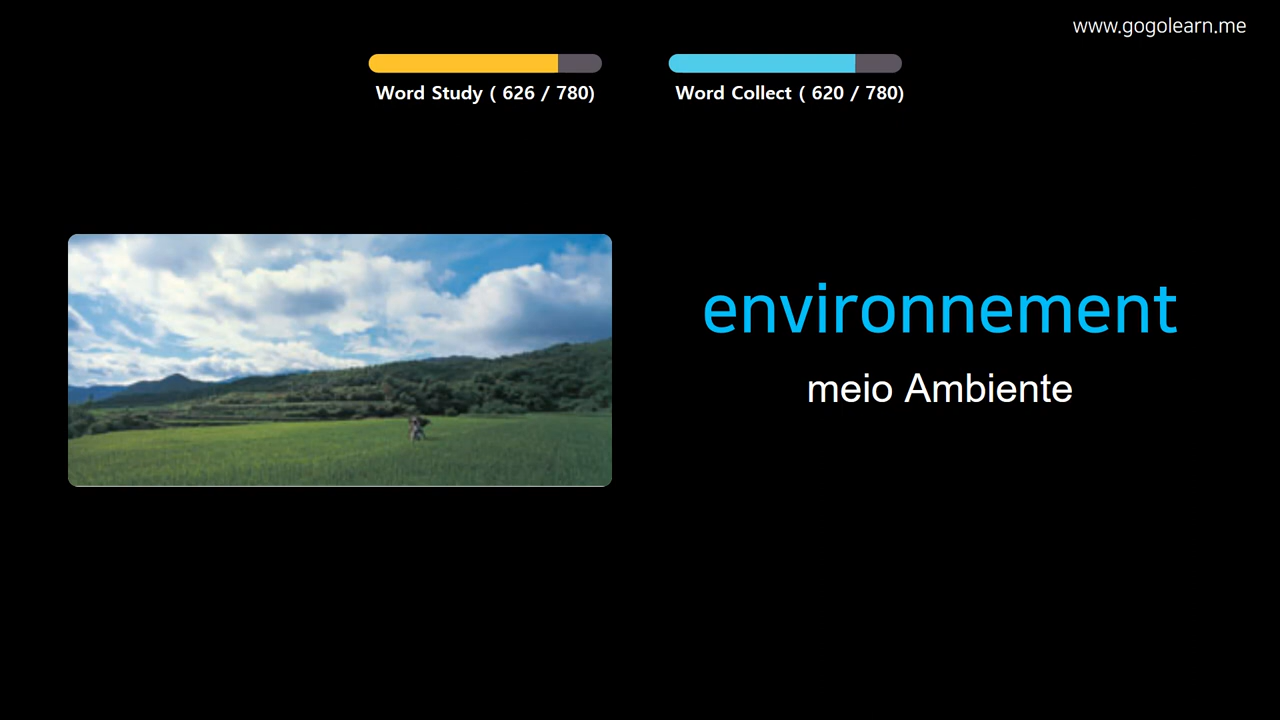 www.gogolearn.me
Word Study ( 626 / 780)
Word Collect ( 620 / 780)
environnement
meio Ambiente